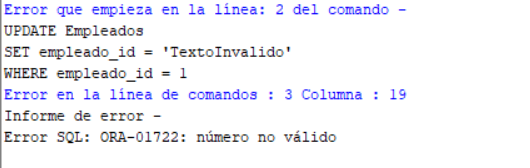 Error que empieza en la línea: 2 del comando -
UPDATE Empleados
SET empleado_id = 'TextoInvalido'
WHERE empleado_id = 1
Error en la línea de comandos : 3 Columna : 19
Informe de error -
Error SQL: ORA-01722: número no válido